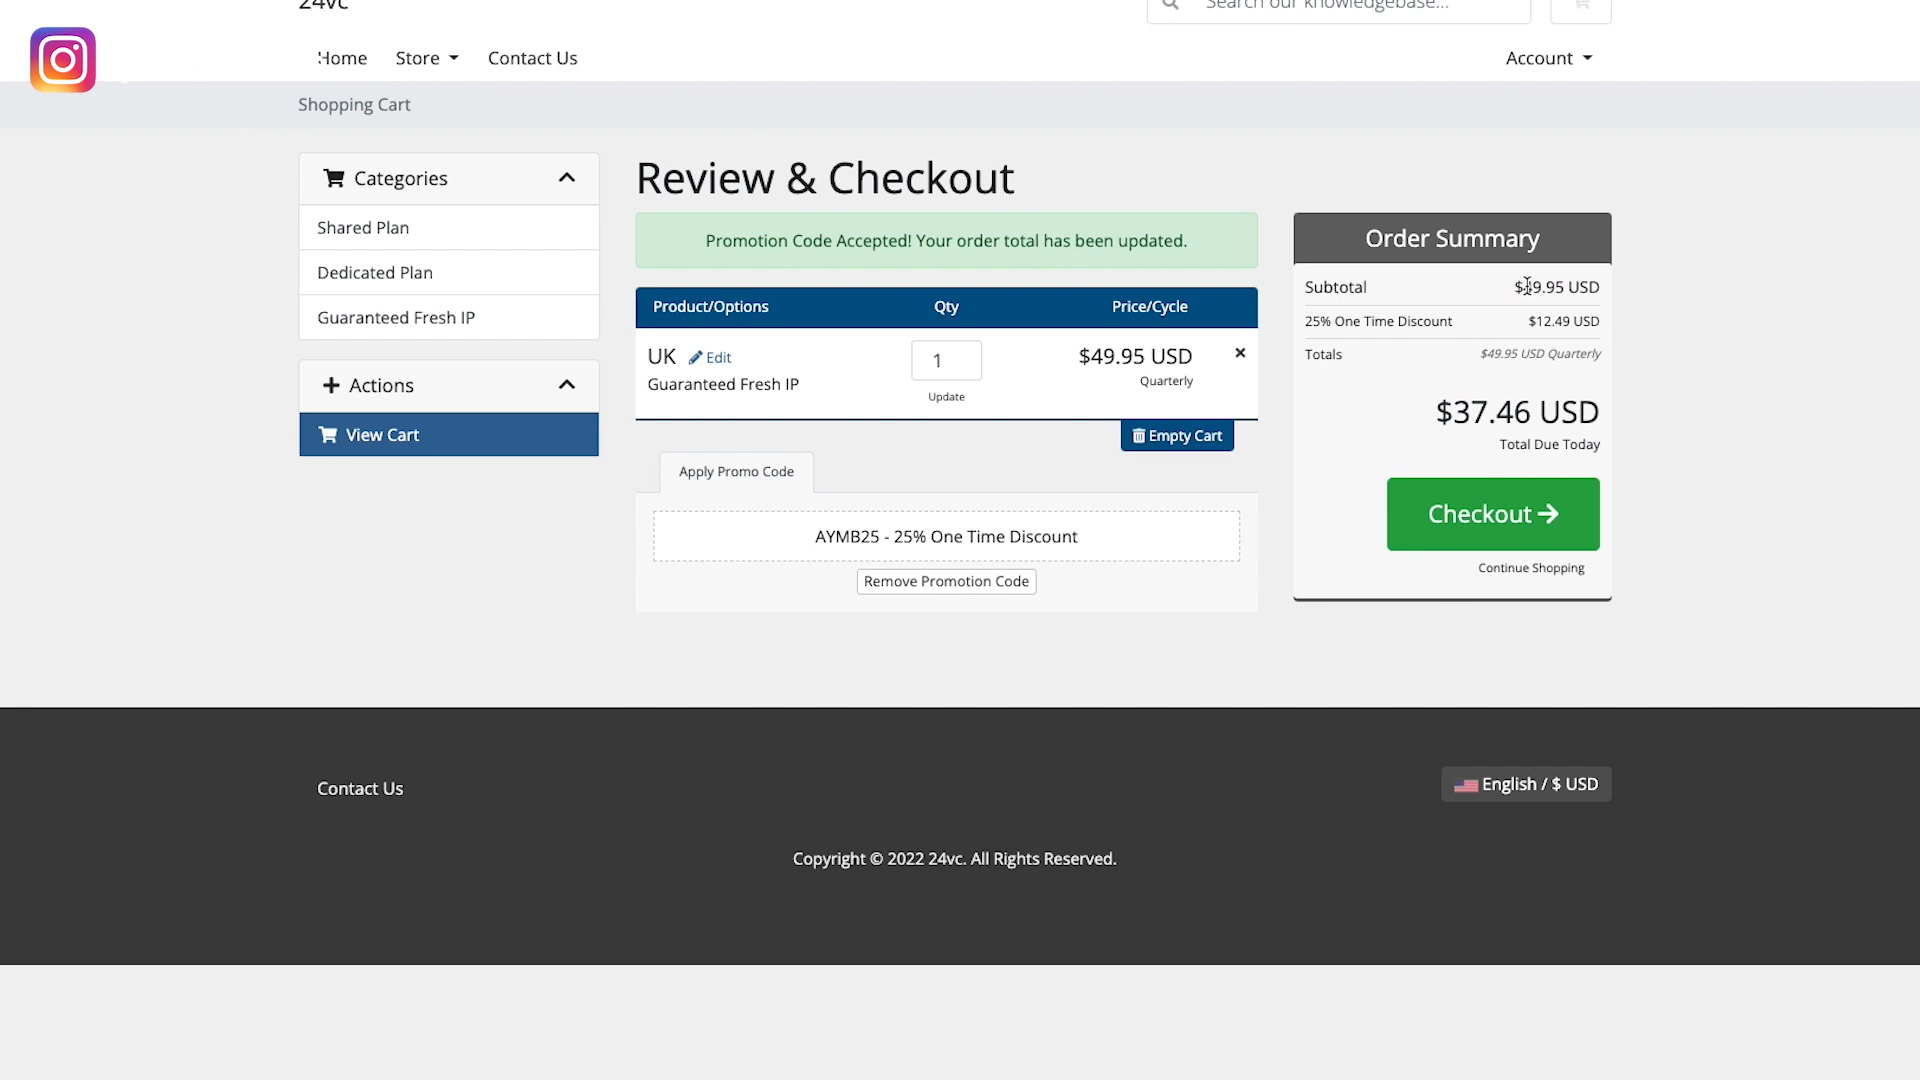 24vc
Search our knowledgebase...
Home
Store
Contact Us
Account
Shopping Cart
Categories
Shared Plan
Dedicated Plan
Guaranteed Fresh IP
Actions
View Cart
Review & Checkout
Promotion Code Accepted! Your order total has been updated.
Product/Options Qty Price/Cycle
UK Edit 1 $49.95 USD
Guaranteed Fresh IP Quarterly
Update
Empty Cart
Apply Promo Code
AYMB25 - 25% One Time Discount
Remove Promotion Code
Order Summary
Subtotal $49.95 USD
25% One Time Discount $12.49 USD
Totals $49.95 USD Quarterly
$37.46 USD
Total Due Today
Checkout
Continue Shopping
Contact Us
English / $ USD
Copyright © 2022 24vc. All Rights Reserved.